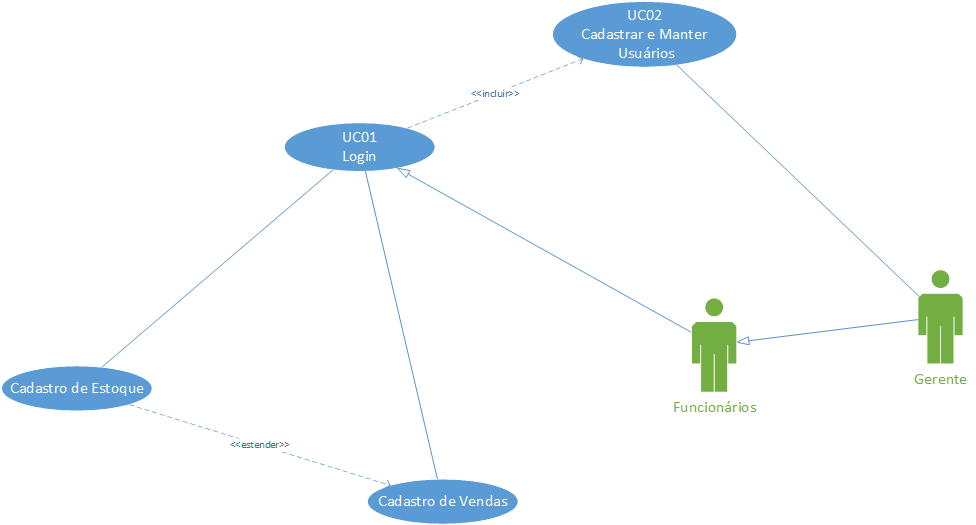 UC02
Cadastrar e Manter
Usuários
<<incluir>>
UC01
Login
Gerente
Cadastro de Estoque
Funcionários
<<estender>>
Cadastro de Vendas